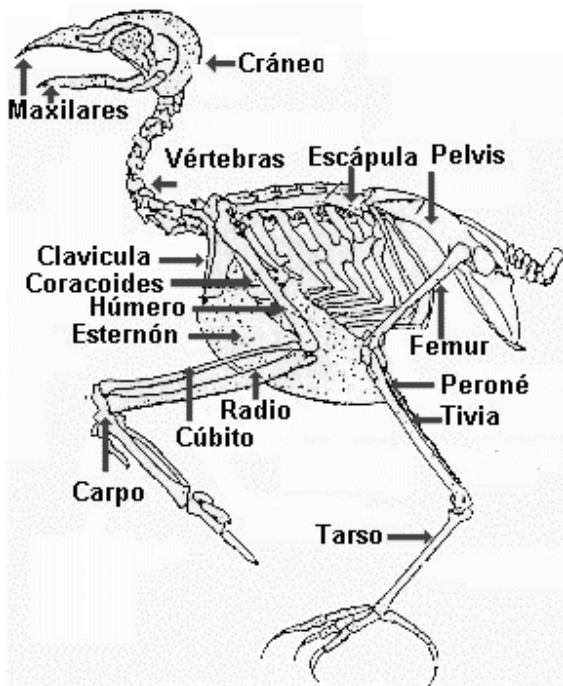 Cráneo
Maxilares
Vértebras
Escápula
Pelvis
Clavicula
Coracoides
Húmero
Esternón
Femur
Peroné
Radio
Tivia
Cúbito
Carpo
Tarso